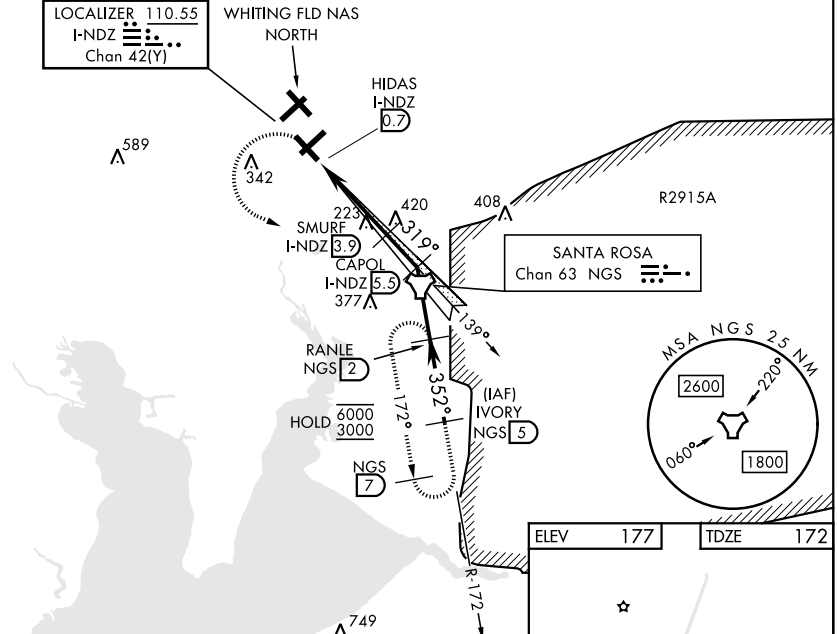 LOCALIZER 110.55
I-NDZ
Chan 42(Y)
WHITING FLD NAS
NORTH
HIDAS
I-NDZ
0.7
589
342
223
420
408
R2915A
319°
SMURF
I-NDZ 3.9
CAPOL
I-NDZ 5.5
377
SANTA ROSA
Chan 63 NGS
139°
RANLE
NGS 2
352°
172°
HOLD 6000
3000
(IAF)
IVORY
NGS 5
NGS
7
MSA NGS 25 NM
2600
220°
060°
1800
ELEV 177
TDZE 172
R-172
749